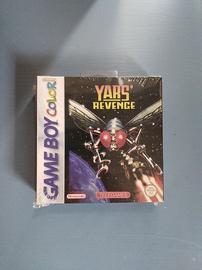 YARS'
REVENGE
GAME BOY COLOR
Nintendo
TELEGAMES